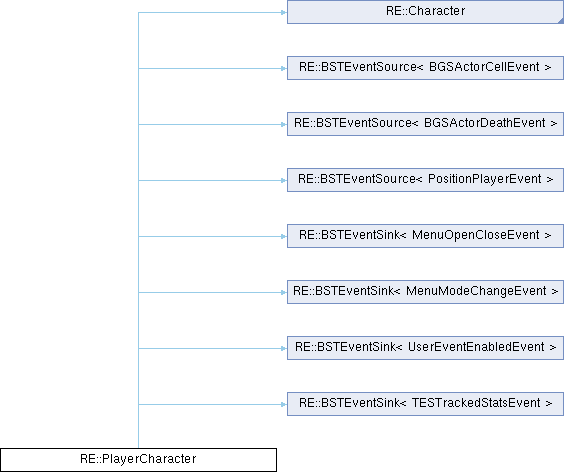 RE::Character
RE::BSTEventSource< BGSActorCellEvent >
RE::BSTEventSource< BGSActorDeathEvent >
RE::BSTEventSource< PositionPlayerEvent >
RE::BSTEventSink< MenuOpenCloseEvent >
RE::BSTEventSink< MenuModeChangeEvent >
RE::BSTEventSink< UserEventEnabledEvent >
RE::BSTEventSink< TESTrackedStatsEvent >
RE::PlayerCharacter